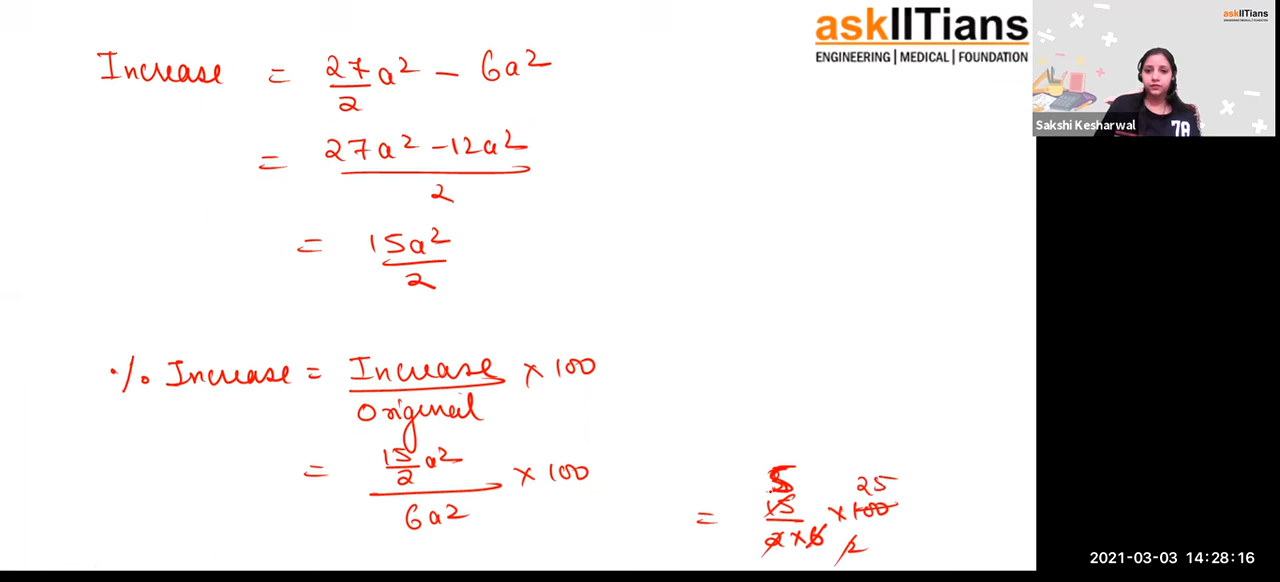 askIITians
ENGINEERING | MEDICAL | FOUNDATION
askIITians
Sakshi Kesharwal
78
Increase = 27/2 a² - 6a²
= 27a² - 12a² / 2
= 15a² / 2
% Increase = Increase / Original × 100
= 15/2 a² / 6a² × 100
5 25
= 15 / 2×6 × 100
2
2021-03-03 14:28:16